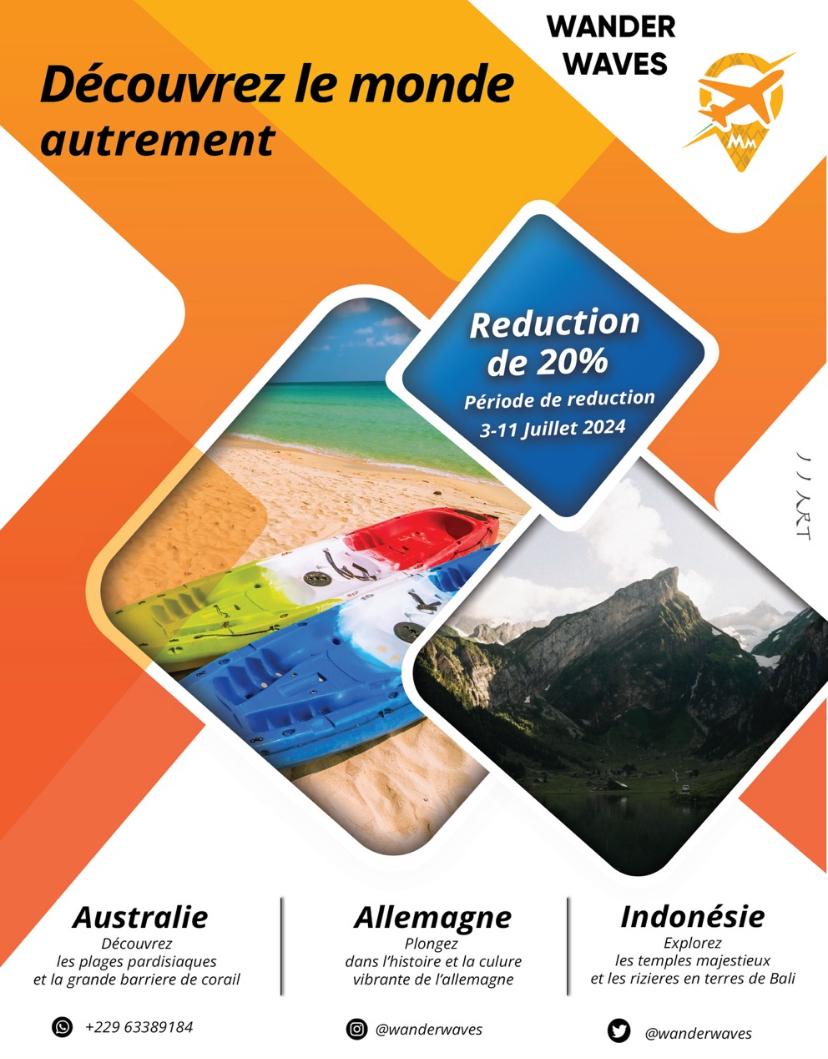 WANDER
WAVES
Découvrez le monde
autrement
Mm
Reduction
de 20%
Période de reduction
3-11 Juillet 2024
Australie
Découvrez
les plages pardisiaques
et la grande barriere de corail
Allemagne
Plongez
dans l'histoire et la culure
vibrante de l'allemagne
Indonésie
Explorez
les temples majestieux
et les rizieres en terres de Bali
+229 63389184
@wanderwaves
@wanderwaves